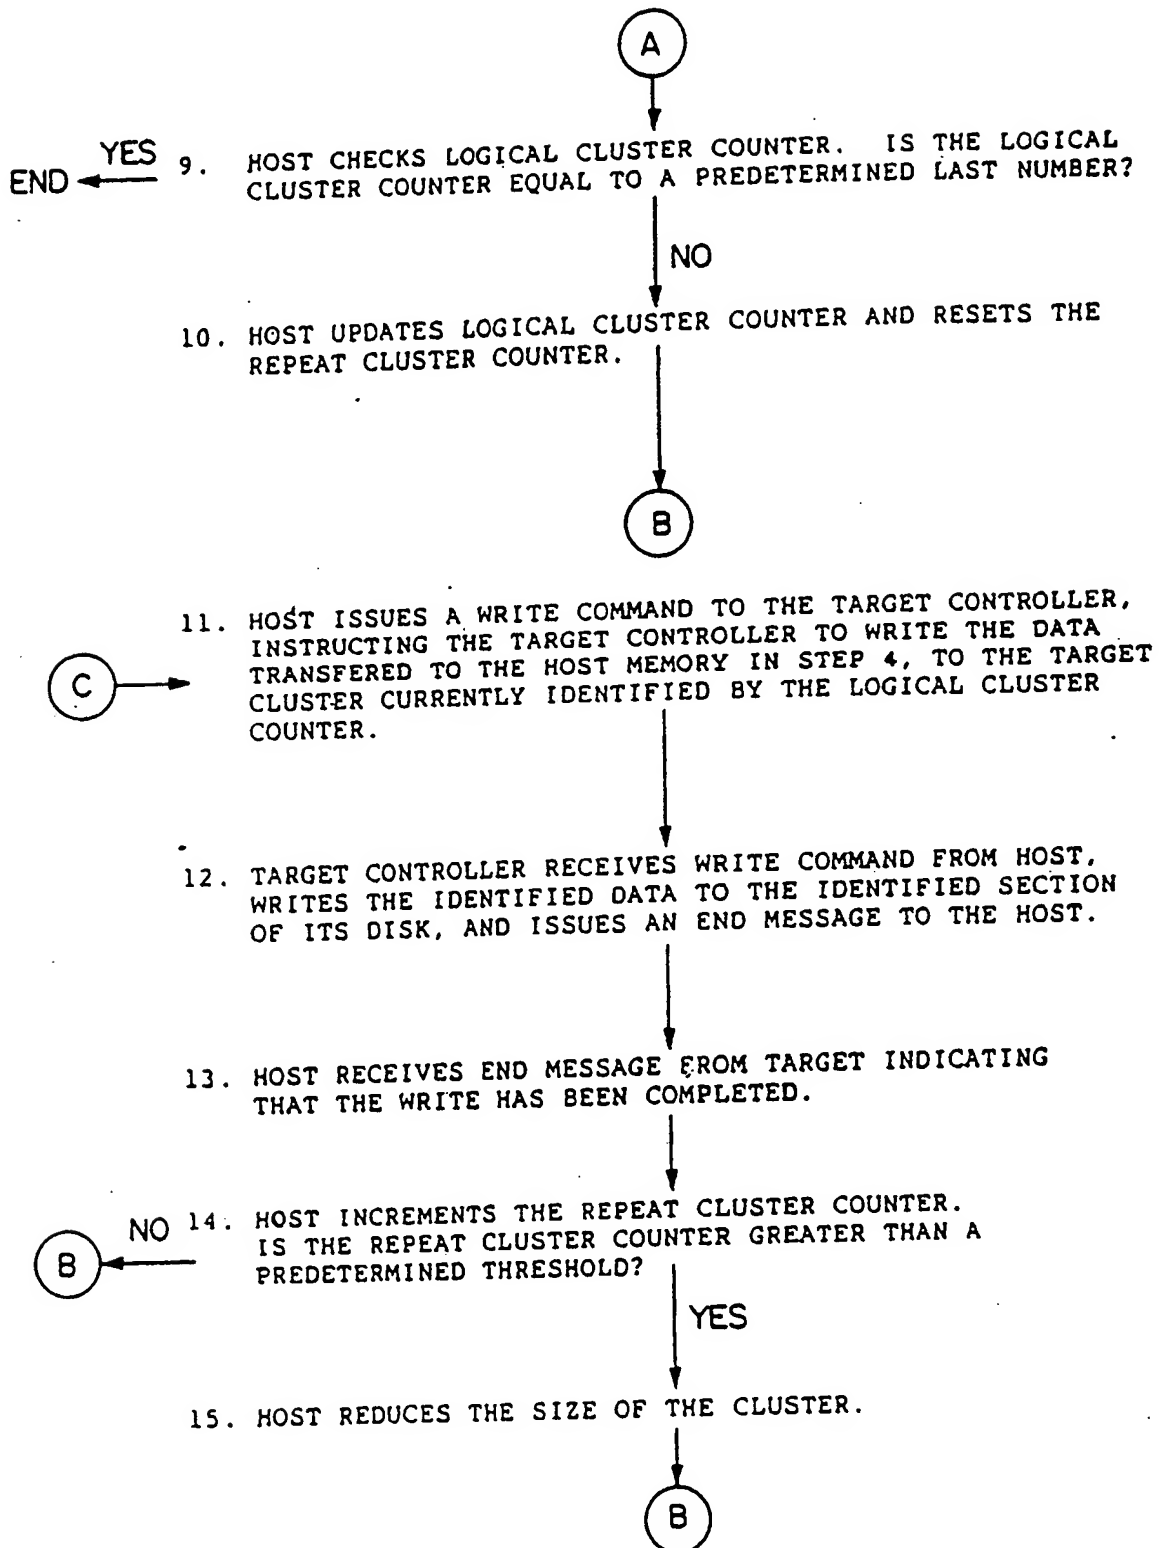 A
YES 9. HOST CHECKS LOGICAL CLUSTER COUNTER. IS THE LOGICAL
END CLUSTER COUNTER EQUAL TO A PREDETERMINED LAST NUMBER?
NO
10. HOST UPDATES LOGICAL CLUSTER COUNTER AND RESETS THE
REPEAT CLUSTER COUNTER.
B
11. HOST ISSUES A WRITE COMMAND TO THE TARGET CONTROLLER,
INSTRUCTING THE TARGET CONTROLLER TO WRITE THE DATA
C TRANSFERED TO THE HOST MEMORY IN STEP 4, TO THE TARGET
CLUSTER CURRENTLY IDENTIFIED BY THE LOGICAL CLUSTER
COUNTER.
12. TARGET CONTROLLER RECEIVES WRITE COMMAND FROM HOST,
WRITES THE IDENTIFIED DATA TO THE IDENTIFIED SECTION
OF ITS DISK, AND ISSUES AN END MESSAGE TO THE HOST.
13. HOST RECEIVES END MESSAGE FROM TARGET INDICATING
THAT THE WRITE HAS BEEN COMPLETED.
NO 14. HOST INCREMENTS THE REPEAT CLUSTER COUNTER.
B IS THE REPEAT CLUSTER COUNTER GREATER THAN A
PREDETERMINED THRESHOLD?
YES
15. HOST REDUCES THE SIZE OF THE CLUSTER.
B